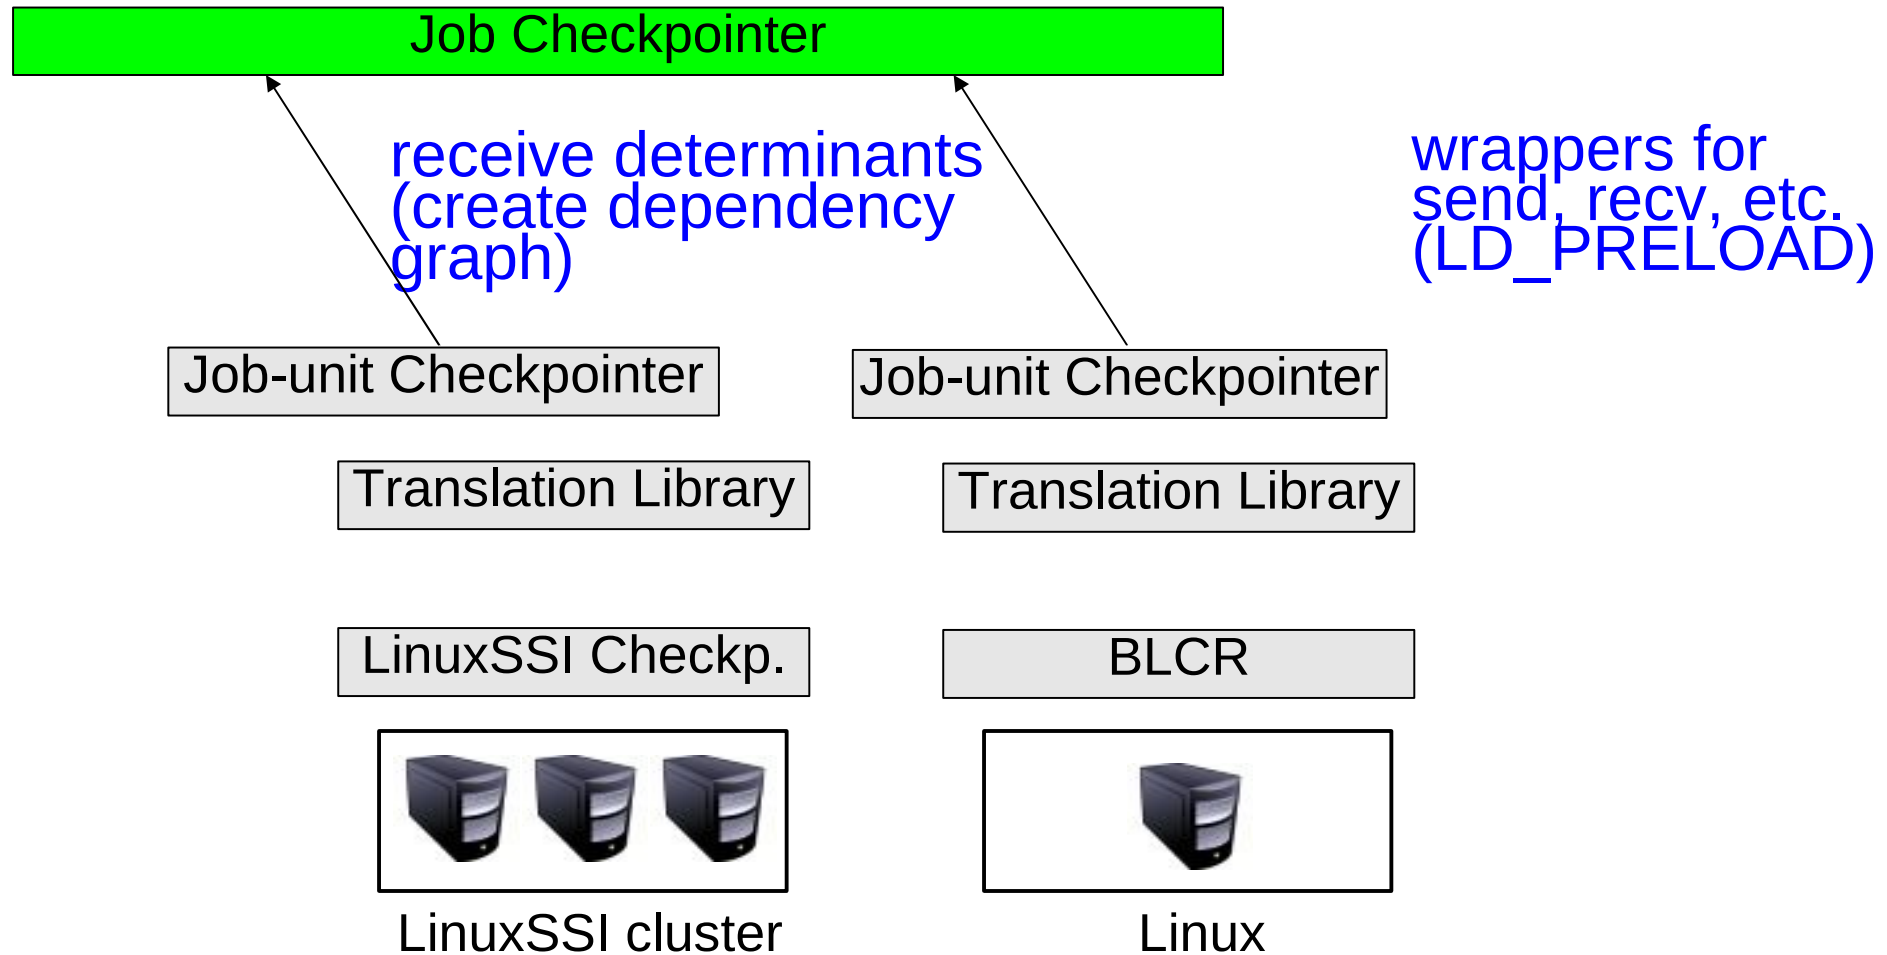 Job Checkpointer
receive determinants
(create dependency
graph)
wrappers for
send, recv, etc.
(LD_PRELOAD)
Job-unit Checkpointer
Job-unit Checkpointer
Translation Library
Translation Library
LinuxSSI Checkp.
BLCR
LinuxSSI cluster
Linux